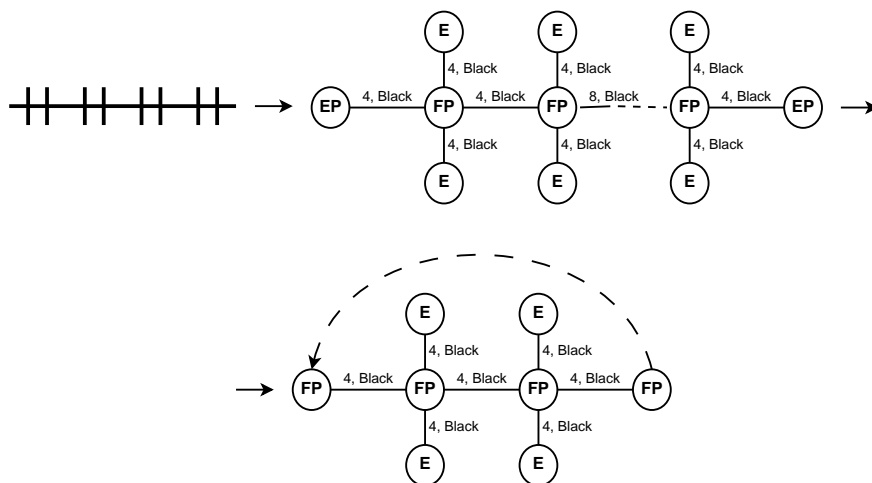 E E E
4, Black 4, Black 4, Black
EP 4, Black FP 4, Black FP 8, Black FP 4, Black EP
4, Black 4, Black 4, Black
E E E
E E
4, Black 4, Black
FP 4, Black FP 4, Black FP 4, Black FP
4, Black 4, Black
E E